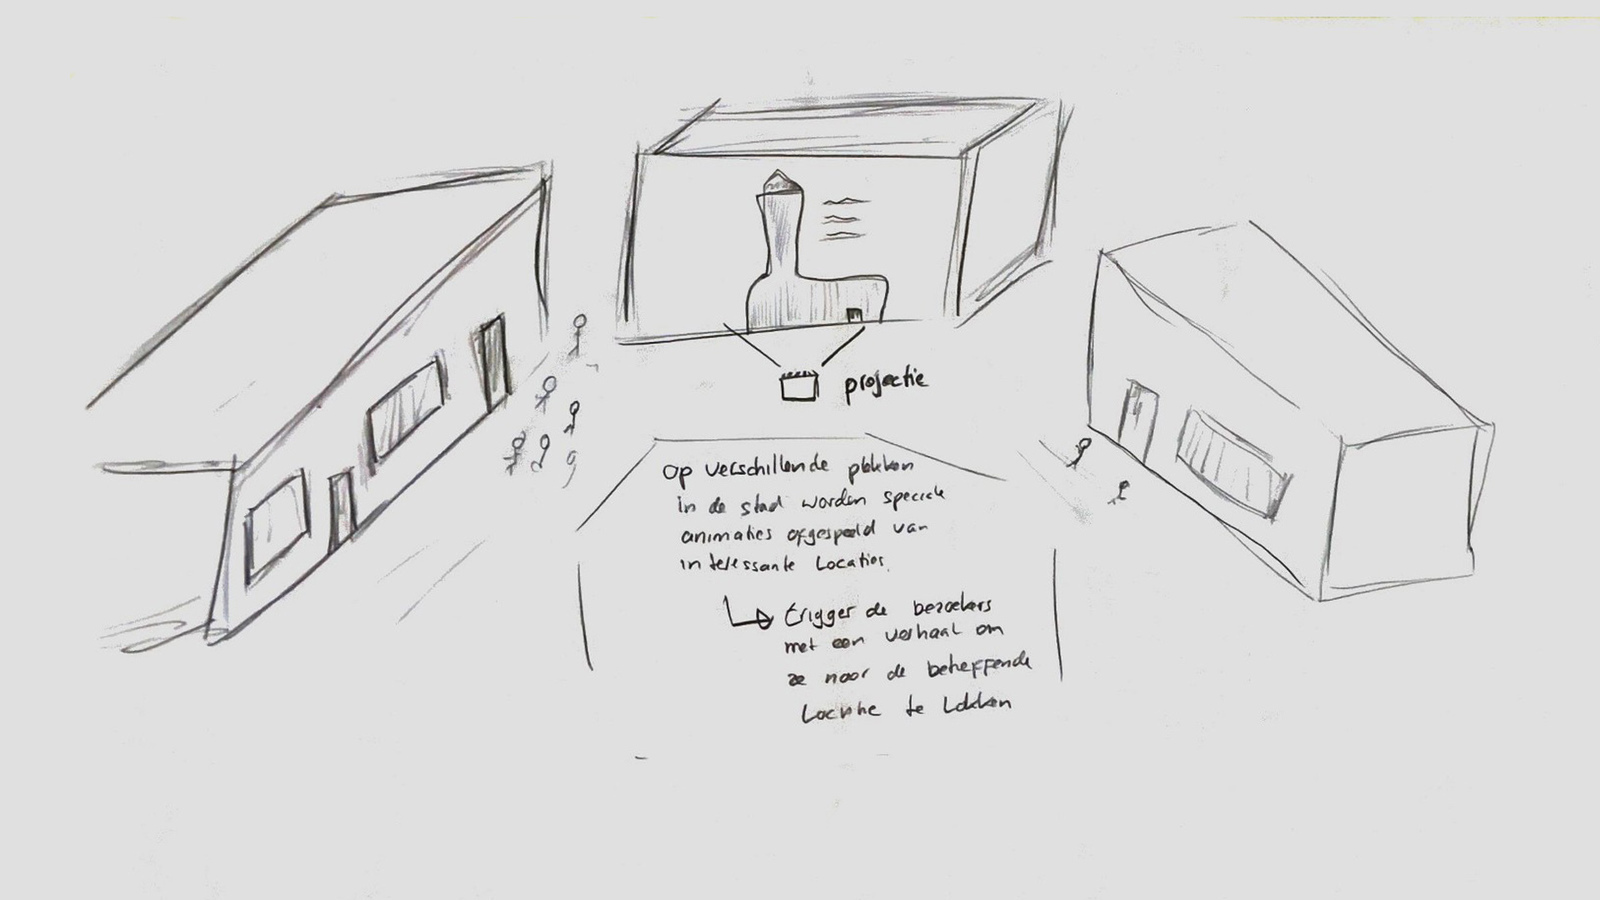 projectie
Op verschillende plekken
in de stad worden speciale
animaties afgespeeld van
interessante locaties.
trigger de bezoekers
met een verhaal om
ze naar de betreffende
Locatie te Lokken